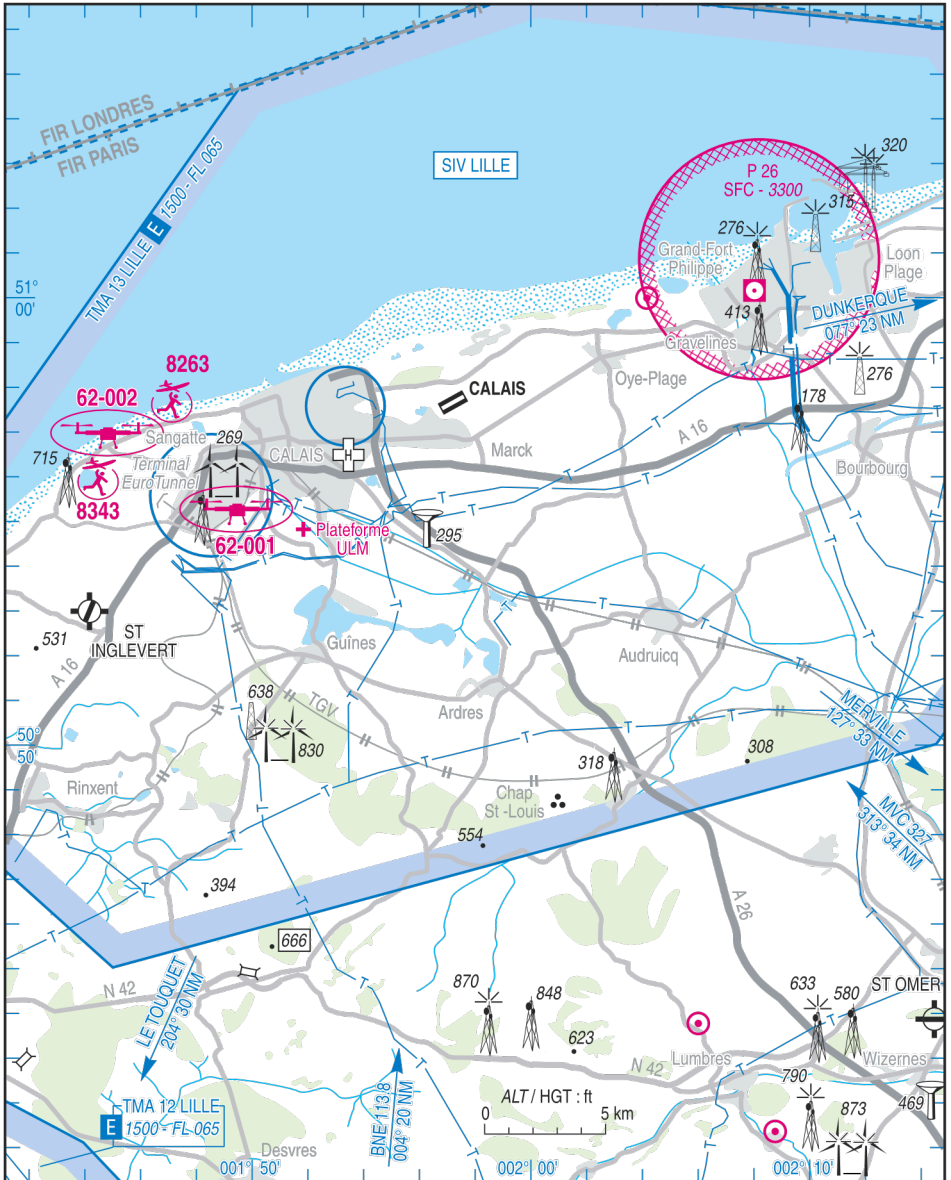 FIR LONDRES
FIR PARIS
TMA 13 LILLE E 1500 - FL 065
SIV LILLE
P 26
SFC - 3300
320
315
276
Grand-Fort
Philippe
Loon
Plage
51°
00'
413
DUNKERQUE
077° 23 NM
Gravelines
276
8263
62-002
Oye-Plage
CALAIS
178
Sangatte
269
CALAIS
H
Marck
A 16
715
Terminal
EuroTunnel
Bourbourg
8343
62-001
Plateforme
ULM
295
531
ST
INGLEVERT
A 16
Guînes
Audruicq
638
TGV
Ardres
830
MERVILLE
127° 33 NM
50°
50'
318
308
Rinxent
Chap
St -Louis
MVC 327
313° 34 NM
554
394
A 26
666
N 42
LE TOUQUET
204° 30 NM
870
848
633
580
ST OMER
623
Lumbres
N 42
Wizernes
BNE 113.8
004° 20 NM
ALT / HGT : ft
0
5 km
790
873
469
TMA 12 LILLE
E
1500 - FL 065
Desvres
001° 50'
002° 00'
002° 10'